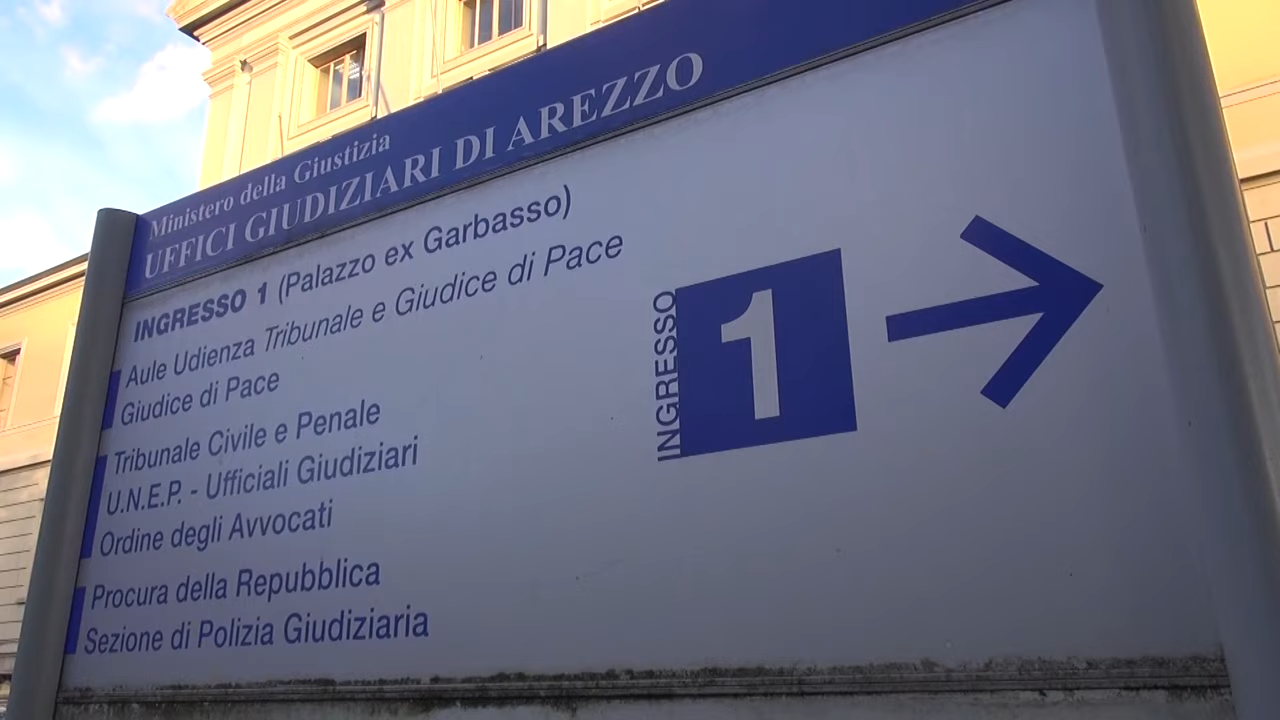 Ministero della Giustizia
UFFICI GIUDIZIARI DI AREZZO
INGRESSO 1 (Palazzo ex Garbasso)
Aule Udienza Tribunale e Giudice di Pace
Giudice di Pace
Tribunale Civile e Penale
U.N.E.P. - Ufficiali Giudiziari
Ordine degli Avvocati
Procura della Repubblica
Sezione di Polizia Giudiziaria
INGRESSO
1